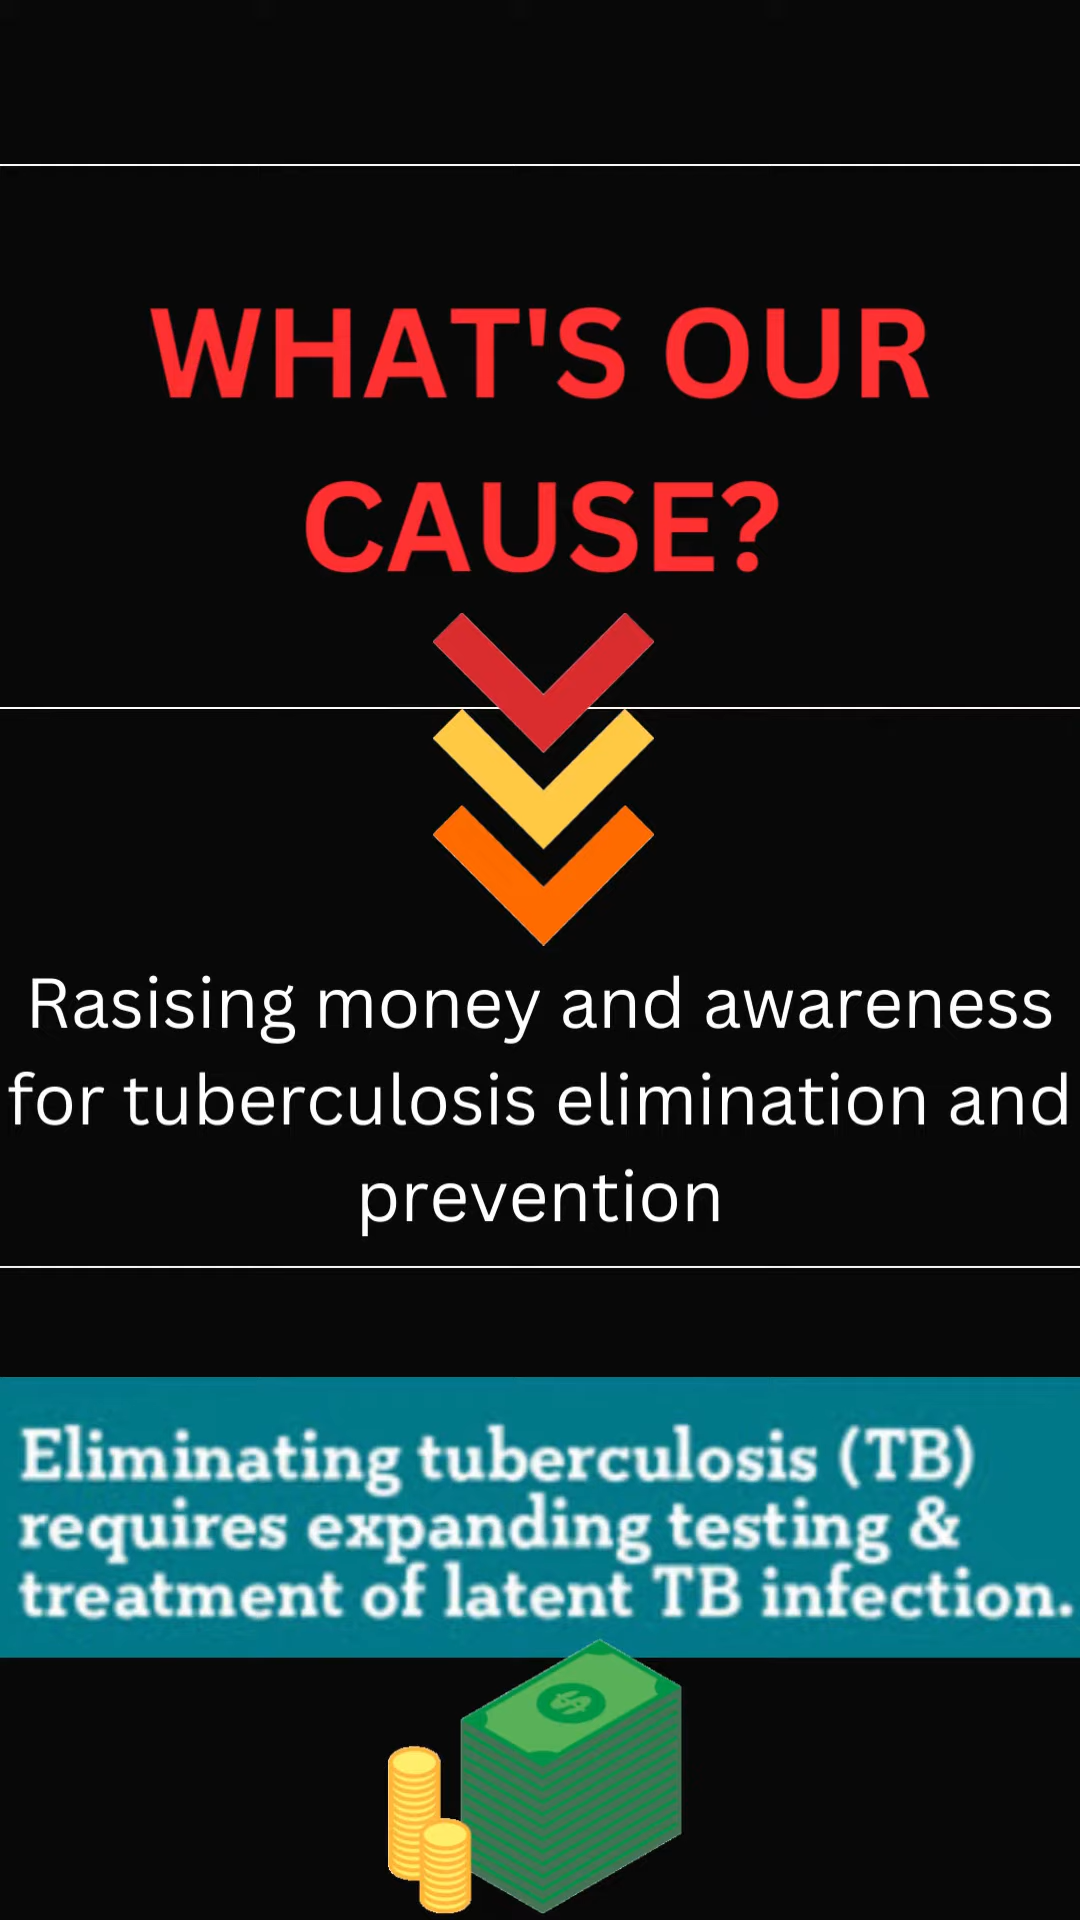 WHAT'S OUR
CAUSE?
Rasising money and awareness
for tuberculosis elimination and
prevention
Eliminating tuberculosis (TB)
requires expanding testing &
treatment of latent TB infection.
$